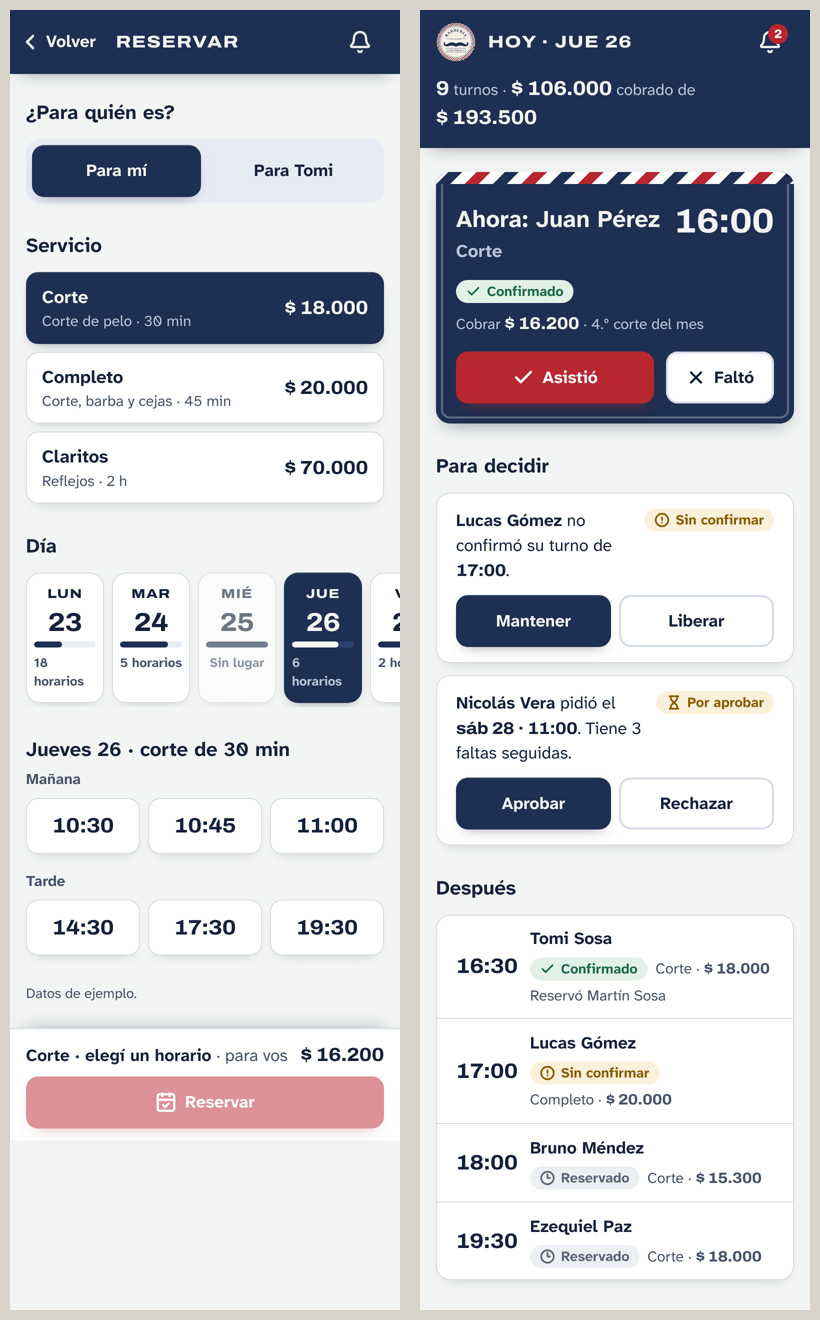 Volver
RESERVAR
¿Para quién es?
Para mí
Para Tomi
Servicio
Corte
Corte de pelo · 30 min
$ 18.000
Completo
Corte, barba y cejas · 45 min
$ 20.000
Claritos
Reflejos · 2 h
$ 70.000
Día
LUN
23
18
horarios
MAR
24
5 horarios
MIÉ
25
Sin lugar
JUE
26
6
horarios
Jueves 26 · corte de 30 min
Mañana
10:30
10:45
11:00
Tarde
14:30
17:30
19:30
Datos de ejemplo.
Corte · elegí un horario · para vos
$ 16.200
Reservar
HOY · JUE 26
2
9 turnos · $ 106.000 cobrado de
$ 193.500
Ahora: Juan Pérez
16:00
Corte
Confirmado
Cobrar $ 16.200 · 4.° corte del mes
Asistió
Faltó
Para decidir
Lucas Gómez no
confirmó su turno de
17:00.
Sin confirmar
Mantener
Liberar
Nicolás Vera pidió el
sáb 28 · 11:00. Tiene 3
faltas seguidas.
Por aprobar
Aprobar
Rechazar
Después
16:30
Tomi Sosa
Confirmado
Corte · $ 18.000
Reservó Martín Sosa
17:00
Lucas Gómez
Sin confirmar
Completo · $ 20.000
18:00
Bruno Méndez
Reservado
Corte · $ 15.300
19:30
Ezequiel Paz
Reservado
Corte · $ 18.000